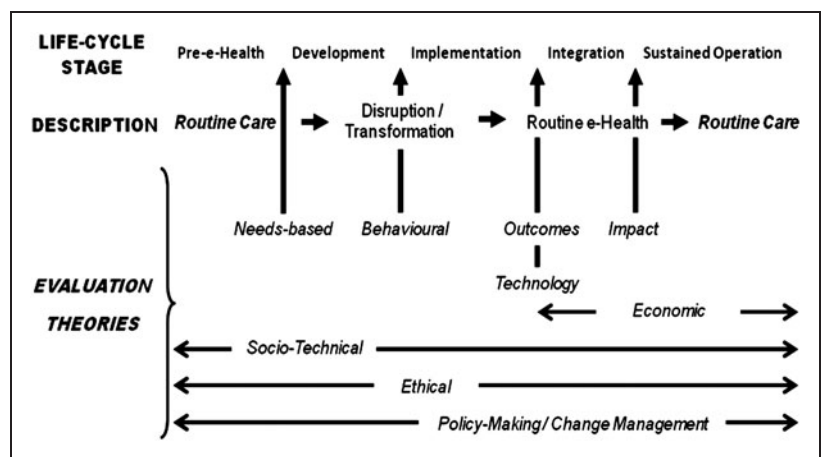 LIFE-CYCLE STAGE
Pre-e-Health Development Implementation Integration Sustained Operation
DESCRIPTION Routine Care Disruption / Transformation Routine e-Health Routine Care
Needs-based Behavioural Outcomes Impact
EVALUATION THEORIES
Technology
Economic
Socio-Technical
Ethical
Policy-Making/ Change Management